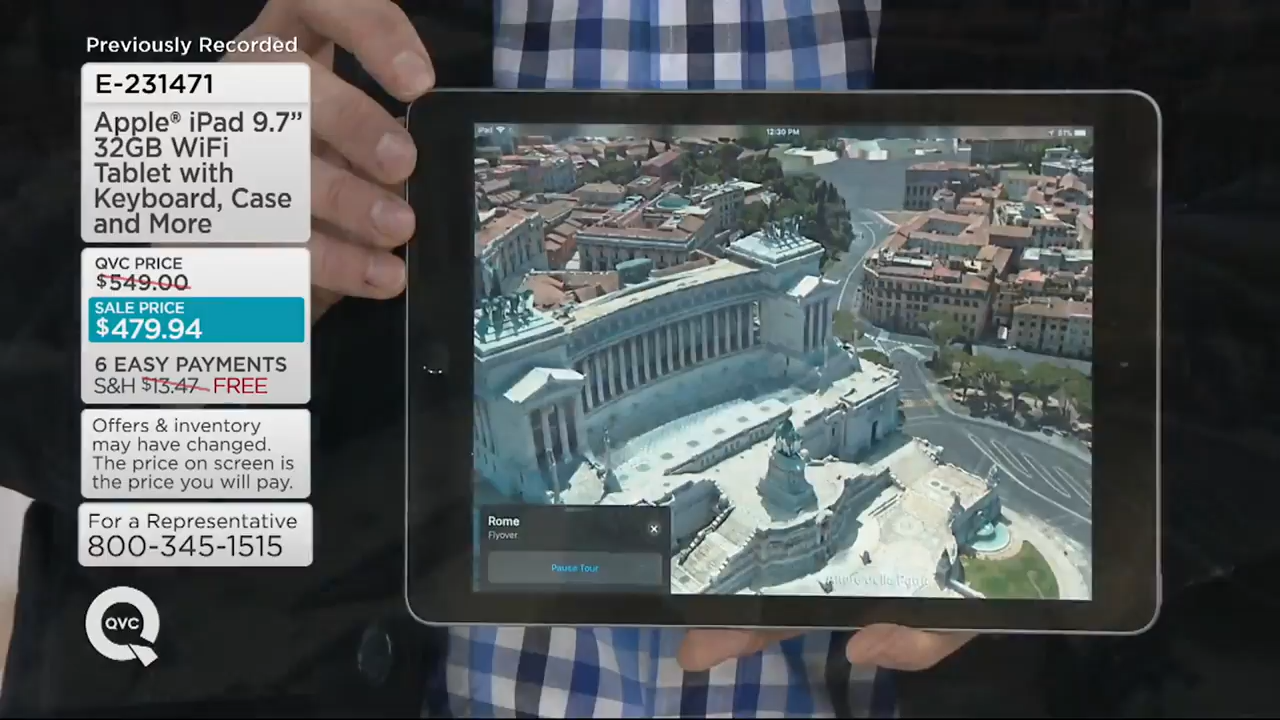 Previously Recorded
E-231471
Apple® iPad 9.7”
32GB WiFi
Tablet with
Keyboard, Case
and More
QVC PRICE
$549.00
SALE PRICE
$479.94
6 EASY PAYMENTS
S&H $13.47 FREE
Offers & inventory
may have changed.
The price on screen is
the price you will pay.
For a Representative
800-345-1515
QVC
iPad
12:30 PM
Rome
Flyover
Pause Tour